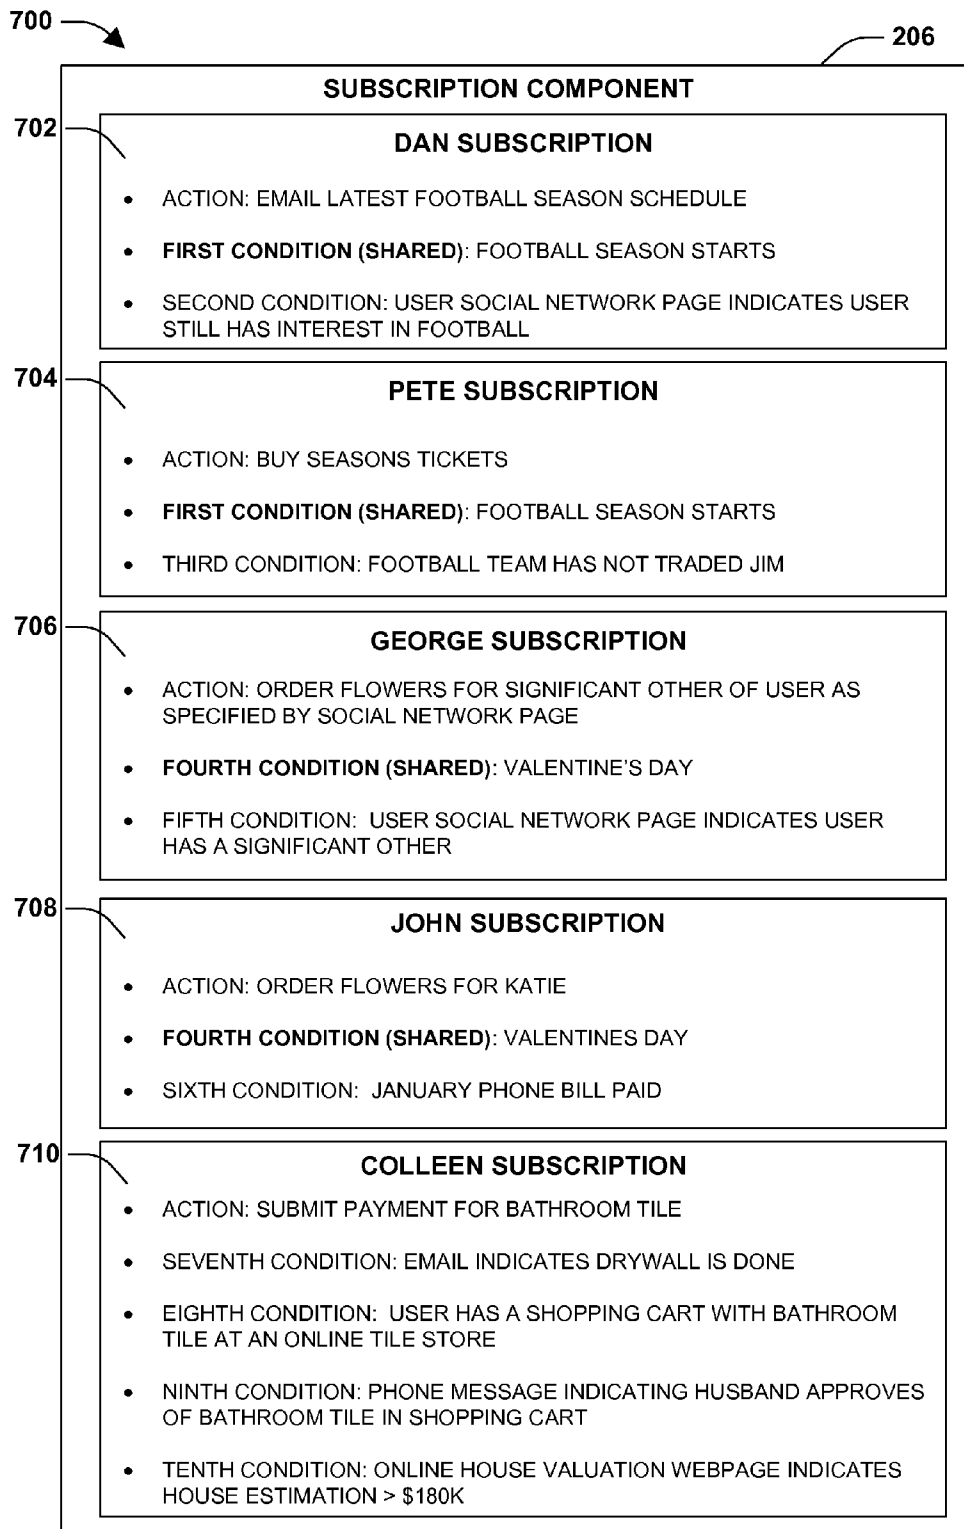 700
206
SUBSCRIPTION COMPONENT
702
DAN SUBSCRIPTION
• ACTION: EMAIL LATEST FOOTBALL SEASON SCHEDULE
• FIRST CONDITION (SHARED): FOOTBALL SEASON STARTS
• SECOND CONDITION: USER SOCIAL NETWORK PAGE INDICATES USER
STILL HAS INTEREST IN FOOTBALL
704
PETE SUBSCRIPTION
• ACTION: BUY SEASONS TICKETS
• FIRST CONDITION (SHARED): FOOTBALL SEASON STARTS
• THIRD CONDITION: FOOTBALL TEAM HAS NOT TRADED JIM
706
GEORGE SUBSCRIPTION
• ACTION: ORDER FLOWERS FOR SIGNIFICANT OTHER OF USER AS
SPECIFIED BY SOCIAL NETWORK PAGE
• FOURTH CONDITION (SHARED): VALENTINE'S DAY
• FIFTH CONDITION: USER SOCIAL NETWORK PAGE INDICATES USER
HAS A SIGNIFICANT OTHER
708
JOHN SUBSCRIPTION
• ACTION: ORDER FLOWERS FOR KATIE
• FOURTH CONDITION (SHARED): VALENTINES DAY
• SIXTH CONDITION: JANUARY PHONE BILL PAID
710
COLLEEN SUBSCRIPTION
• ACTION: SUBMIT PAYMENT FOR BATHROOM TILE
• SEVENTH CONDITION: EMAIL INDICATES DRYWALL IS DONE
• EIGHTH CONDITION: USER HAS A SHOPPING CART WITH BATHROOM
TILE AT AN ONLINE TILE STORE
• NINTH CONDITION: PHONE MESSAGE INDICATING HUSBAND APPROVES
OF BATHROOM TILE IN SHOPPING CART
• TENTH CONDITION: ONLINE HOUSE VALUATION WEBPAGE INDICATES
HOUSE ESTIMATION > $180K